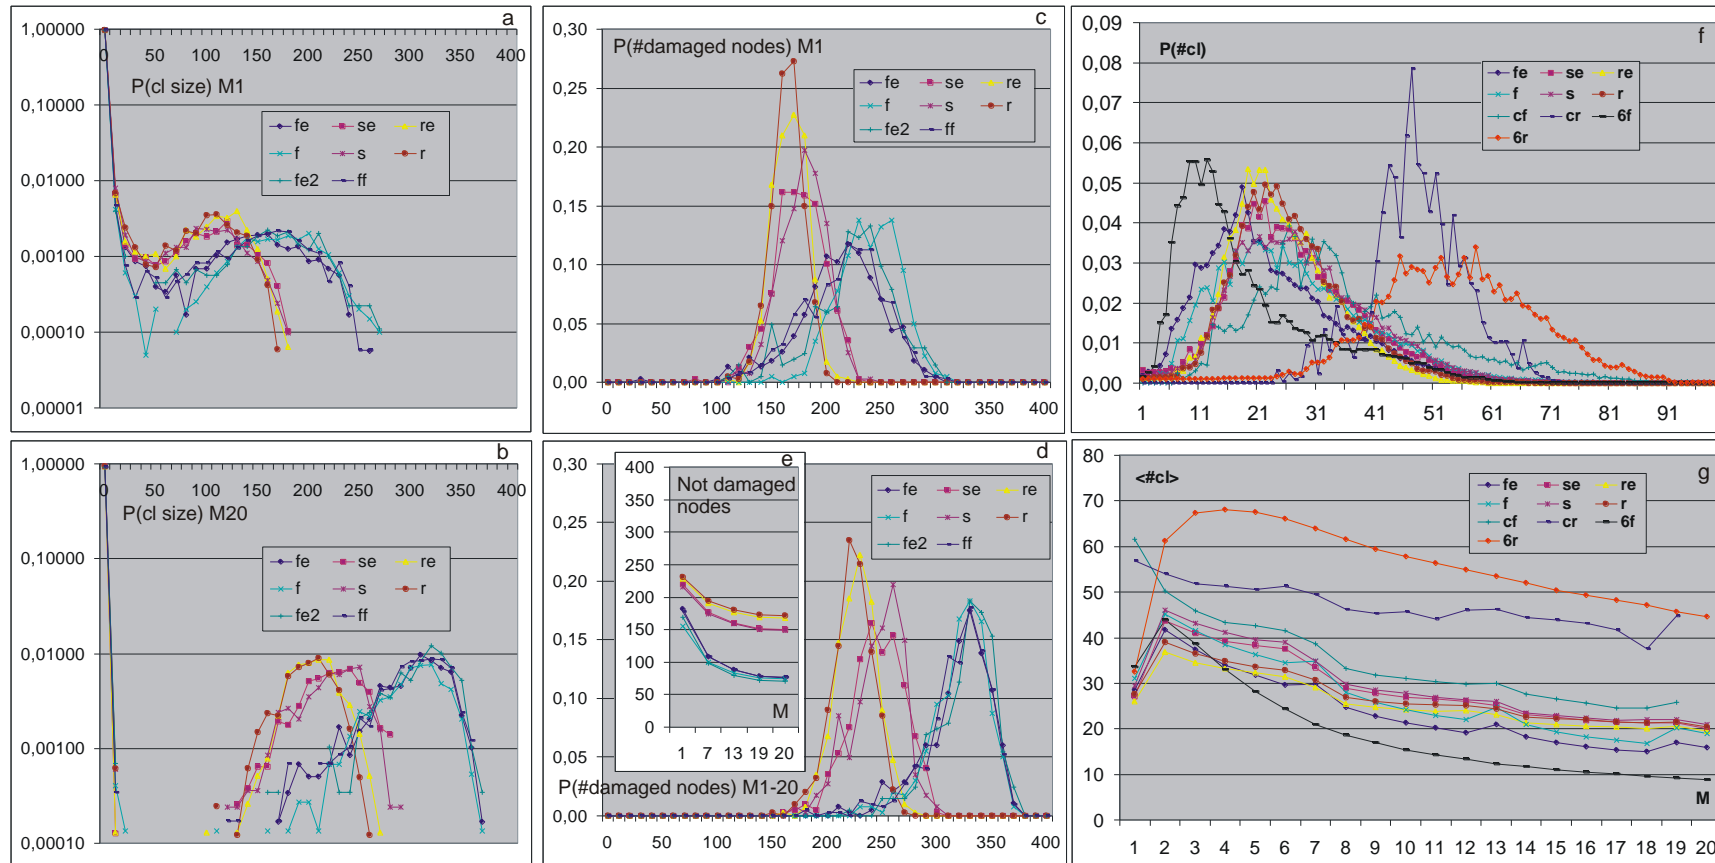 a
1,00000
0 50 100 150 200 250 300 350 400
P(cl size) M1
0,10000
fe se re
f s r
fe2 ff
0,01000
0,00100
0,00010
0,00001
b
1,00000
0 50 100 150 200 250 300 350 400
P(cl size) M20
0,10000
fe se re
f s r
fe2 ff
0,01000
0,00100
0,00010
c
0,30
P(#damaged nodes) M1
0,25
fe se re
f s r
fe2 ff
0,20
0,15
0,10
0,05
0,00
0 50 100 150 200 250 300 350 400
e
d
0,30
0,25
0,20
0,15
0,10
0,05
0,00
400
350
300
250
200
150
100
50
0
Not damaged
nodes
M
1 7 13 19 20
fe se re
f s r
fe2 ff
P(#damaged nodes) M1-20
0 50 100 150 200 250 300 350 400
f
0,09
P(#cl)
0,08
fe se re
f s r
cf cr 6f
6r
0,07
0,06
0,05
0,04
0,03
0,02
0,01
0,00
1 11 21 31 41 51 61 71 81 91
g
80
<#cl>
70
fe se re
f s r
cf cr 6f
6r
60
50
40
30
20
10
M
0
1 2 3 4 5 6 7 8 9 10 11 12 13 14 15 16 17 18 19 20